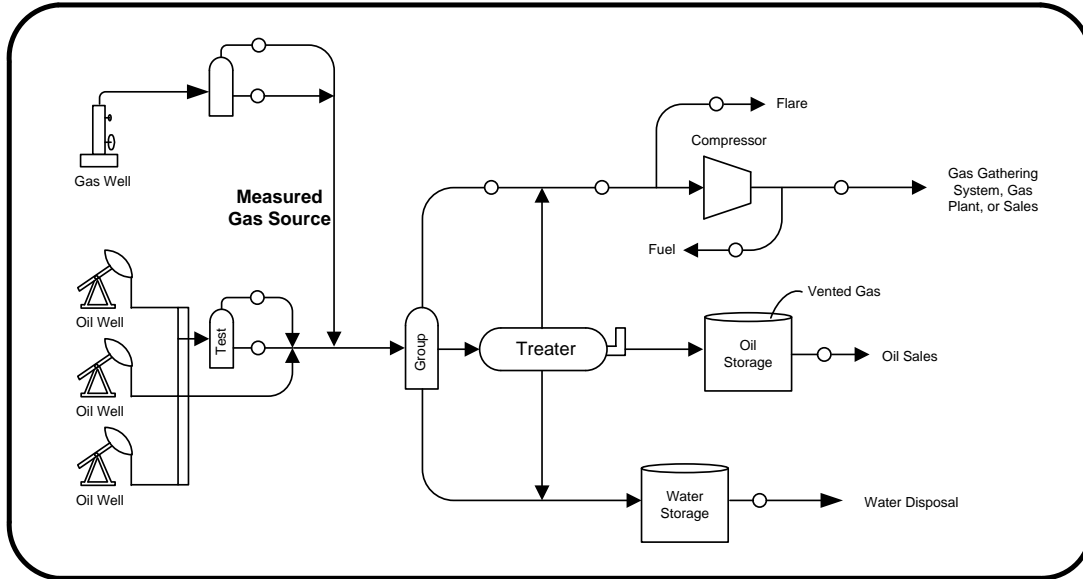 Flare
Compressor
Gas Well
Measured
Gas Source
Gas Gathering
System, Gas
Plant, or Sales
Fuel
Vented Gas
Oil Well
Test
Group
Treater
Oil
Storage
Oil Sales
Oil Well
Oil Well
Water
Storage
Water Disposal